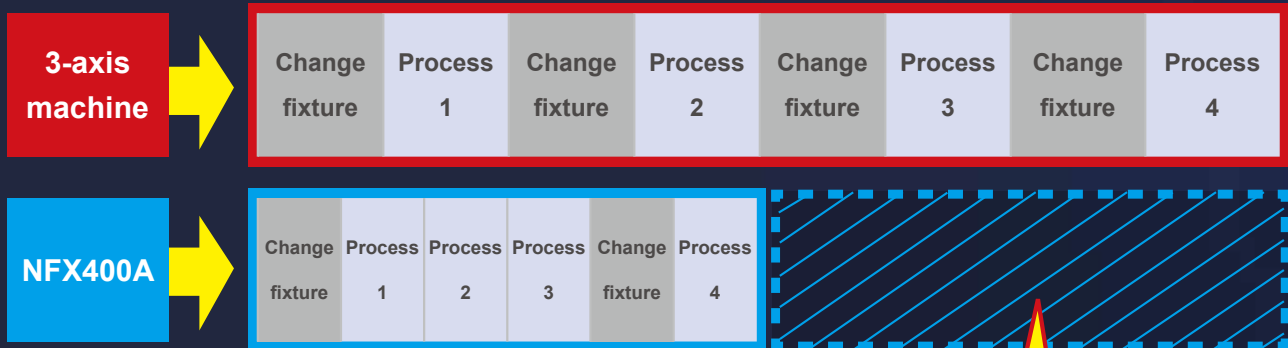 3-axis
machine
Change
fixture
Process
1
Change
fixture
Process
2
Change
fixture
Process
3
Change
fixture
Process
4
NFX400A
Change
fixture
Process
1
Process
2
Process
3
Change
fixture
Process
4